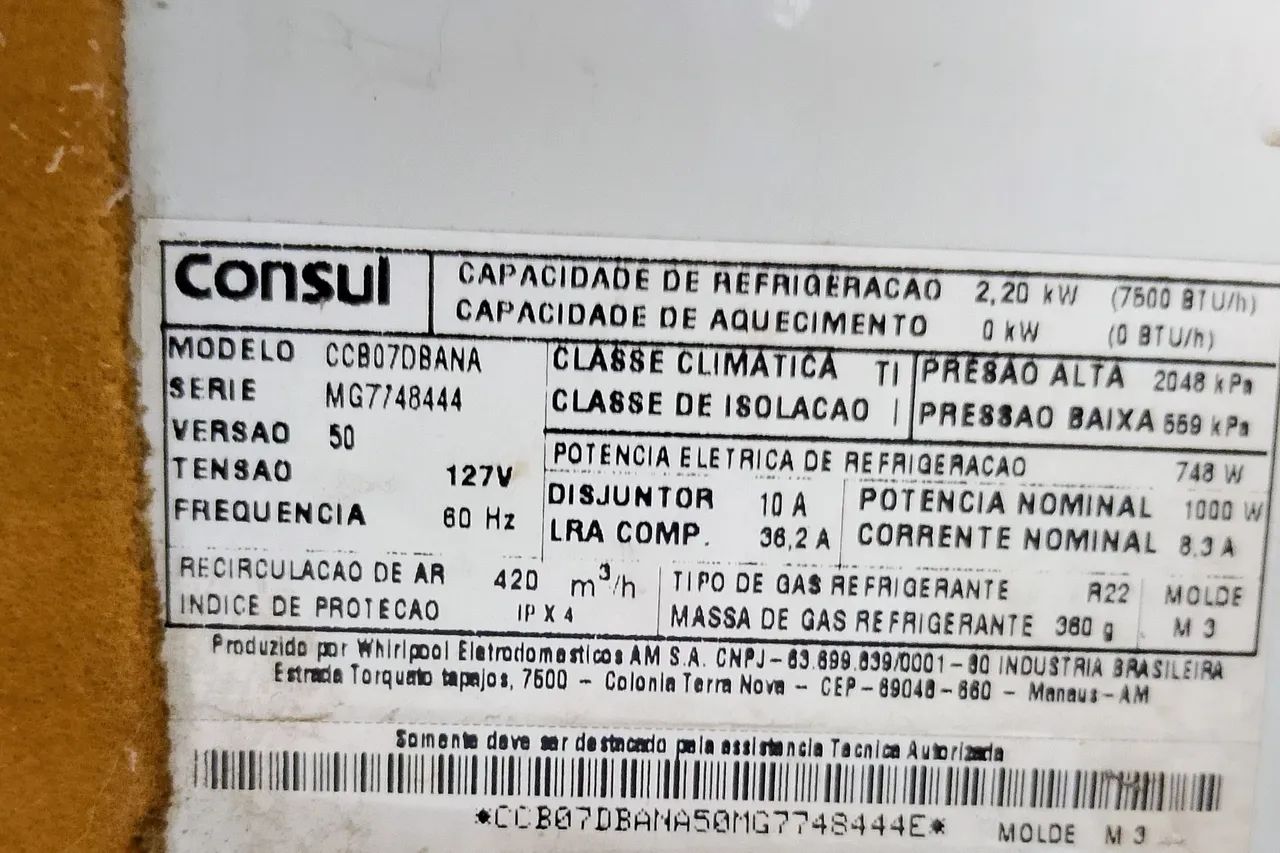 Consul
CAPACIDADE DE REFRIGERACAO 2,20 kW (7500 BTU/h)
CAPACIDADE DE AQUECIMENTO 0 kW (0 BTU/h)
MODELO CCB07DBANA
SERIE MG7748444
VERSAO 50
TENSAO 127V
FREQUENCIA 60 Hz
CLASSE CLIMATICA TI
CLASSE DE ISOLACAO I
PRESAO ALTA 2048 kPa
PRESSAO BAIXA 559 kPa
POTENCIA ELETRICA DE REFRIGERACAO 748 W
DISJUNTOR 10 A
LRA COMP. 36,2 A
POTENCIA NOMINAL 1000 W
CORRENTE NOMINAL 8,3 A
RECIRCULACAO DE AR 420 m³/h
INDICE DE PROTECAO IP X 4
TIPO DE GAS REFRIGERANTE R22
MASSA DE GAS REFRIGERANTE 360 g
MOLDE
M 3
Produzido por Whirlpool Eletrodomesticos AM S.A. CNPJ-63.699.839/0001-80 INDUSTRIA BRASILEIRA
Estrada Torquato tapajos, 7500 - Colonia Terra Nova - CEP-69048-660 - Manaus-AM
Somente deve ser destacado pela assistencia Tecnica Autorizada
*CCB07DBANA50MG7748444E*
MOLDE M 3